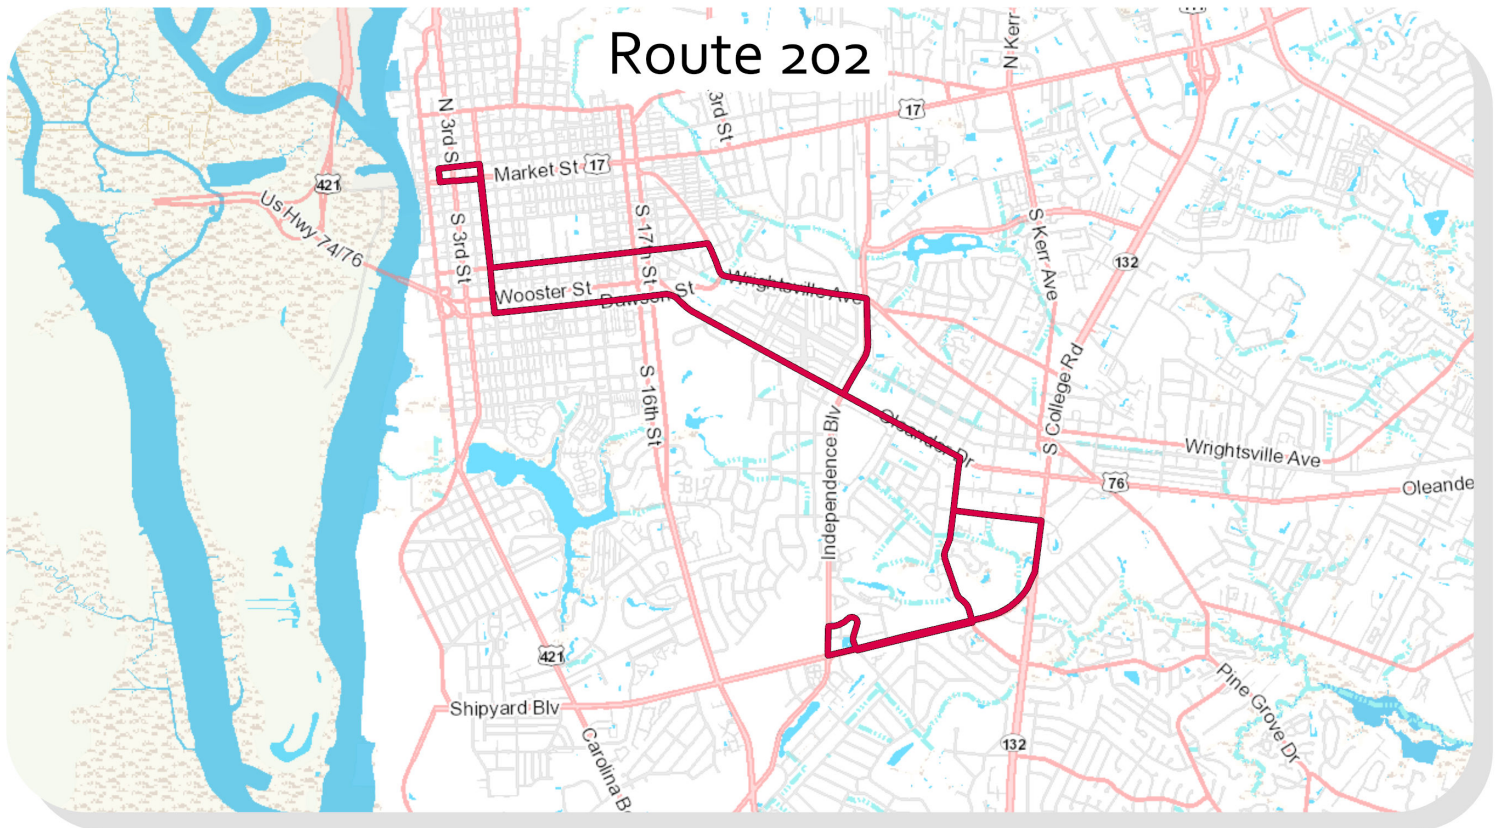 Route 202
N Kerr
17
3rd St
N 3rd S
Market St
17
421
Us Hwy 74/76
S 3rd St
S 17th St
S Kerr Ave
132
Wooster St
Dawson St
Wrightsville Ave
S 16th St
S College Rd
Independence Blv
Oleander Dr
Wrightsville Ave
76
Oleande
421
Shipyard Blv
Carolina B
132
Pine Grove Dr